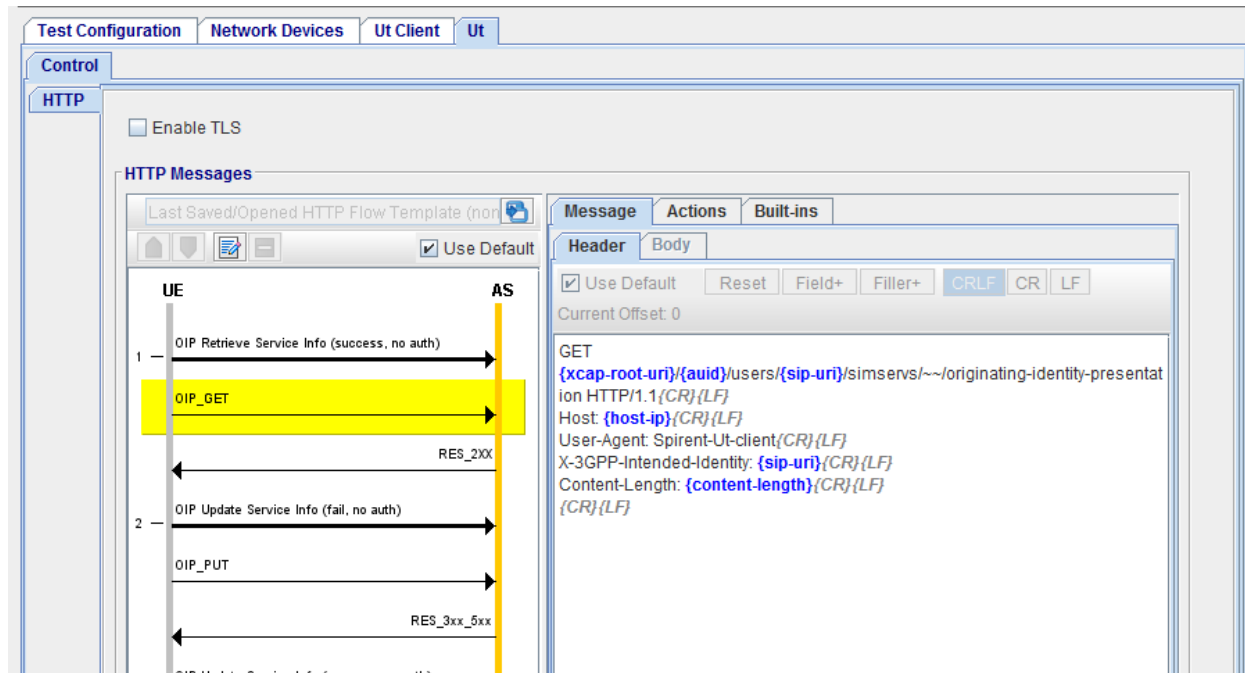 Test Configuration
Network Devices
Ut Client
Ut
Control
HTTP
Enable TLS
HTTP Messages
Last Saved/Opened HTTP Flow Template (non
Use Default
UE
AS
1
OIP Retrieve Service Info (success, no auth)
OIP_GET
RES_2XX
2
OIP Update Service Info (fail, no auth)
OIP_PUT
RES_3xx_5xx
Message
Actions
Built-ins
Header
Body
Use Default
Reset
Field+
Filler+
CRLF
CR
LF
Current Offset: 0
GET
{xcap-root-uri}/{auid}/users/{sip-uri}/simservs/~~/originating-identity-presentat
ion HTTP/1.1{CR}{LF}
Host: {host-ip}{CR}{LF}
User-Agent: Spirent-Ut-client{CR}{LF}
X-3GPP-Intended-Identity: {sip-uri}{CR}{LF}
Content-Length: {content-length}{CR}{LF}
{CR}{LF}